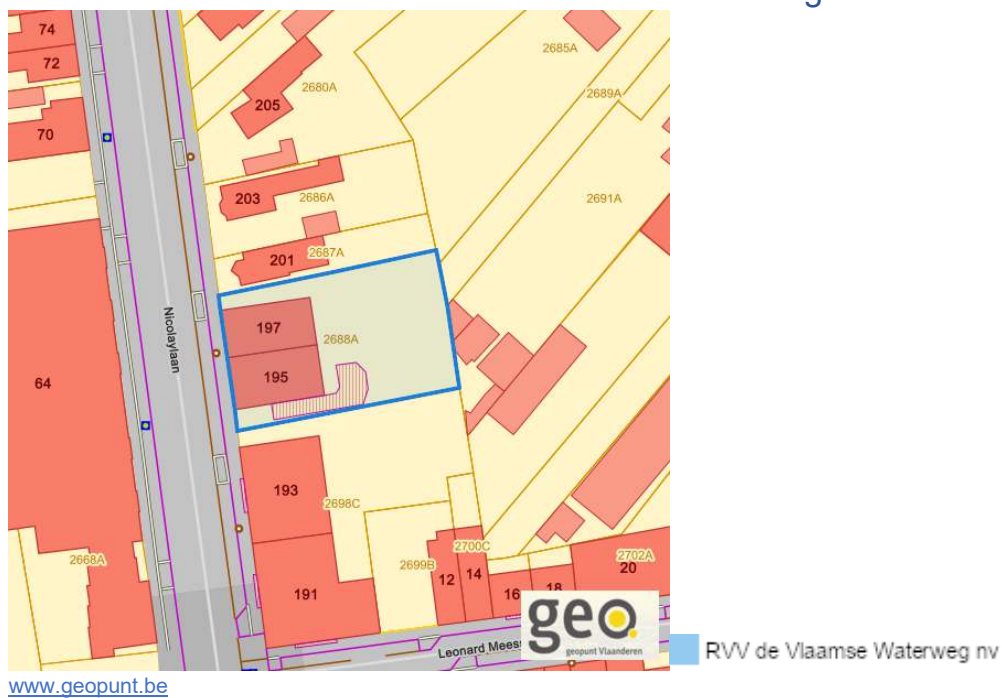 g
74
72
70
64
2685A
2680A
205
2689A
203
2686A
2691A
201
2687A
Nicolaylaan
197
2688A
195
193
2698C
2668A
2699B
2700C
2702A
12
14
16
18
20
191
Leonard Meess
geo.
geopunt Vlaanderen
RVV de Vlaamse Waterweg nv
www.geopunt.be